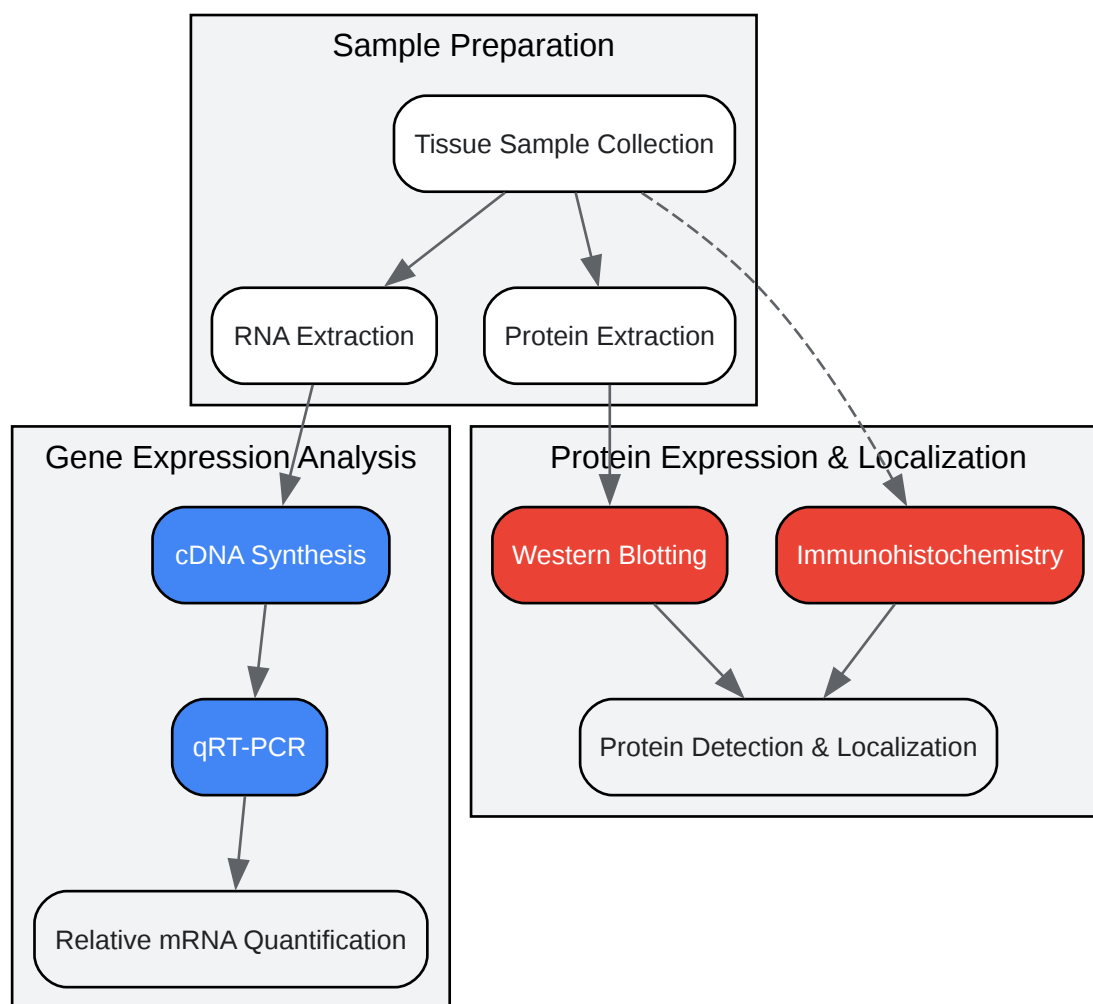 Sample Preparation
Tissue Sample Collection
RNA Extraction
Protein Extraction
Gene Expression Analysis
cDNA Synthesis
qRT-PCR
Relative mRNA Quantification
Protein Expression & Localization
Western Blotting
Immunohistochemistry
Protein Detection & Localization